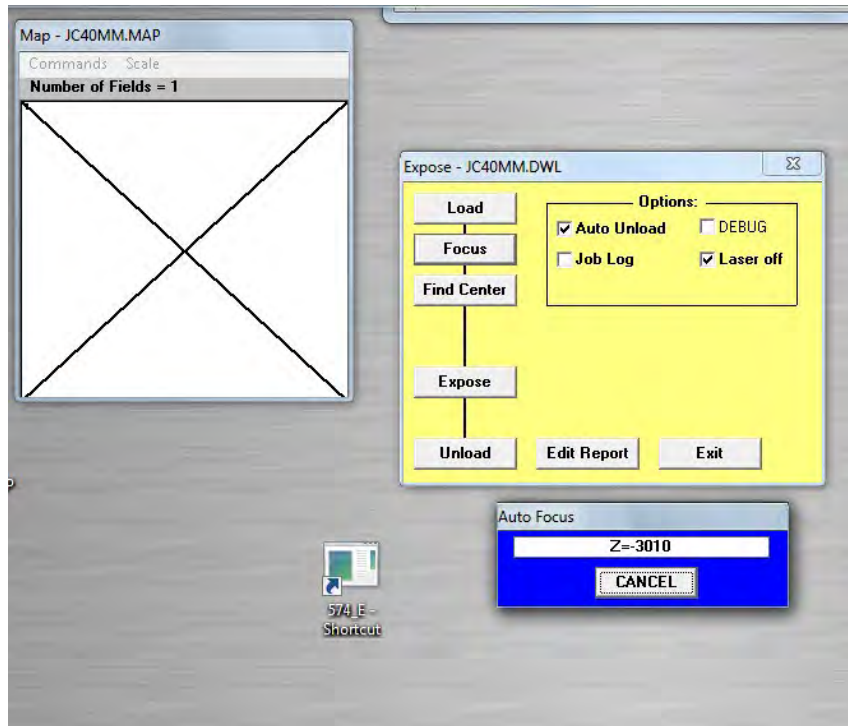 Map - JC40MM.MAP
Commands Scale
Number of Fields = 1
Expose - JC40MM.DWL
Load
Focus
Find Center
Expose
Unload
Options:
Auto Unload
DEBUG
Job Log
Laser off
Edit Report
Exit
Auto Focus
Z=-3010
CANCEL
574_E -
Shortcut